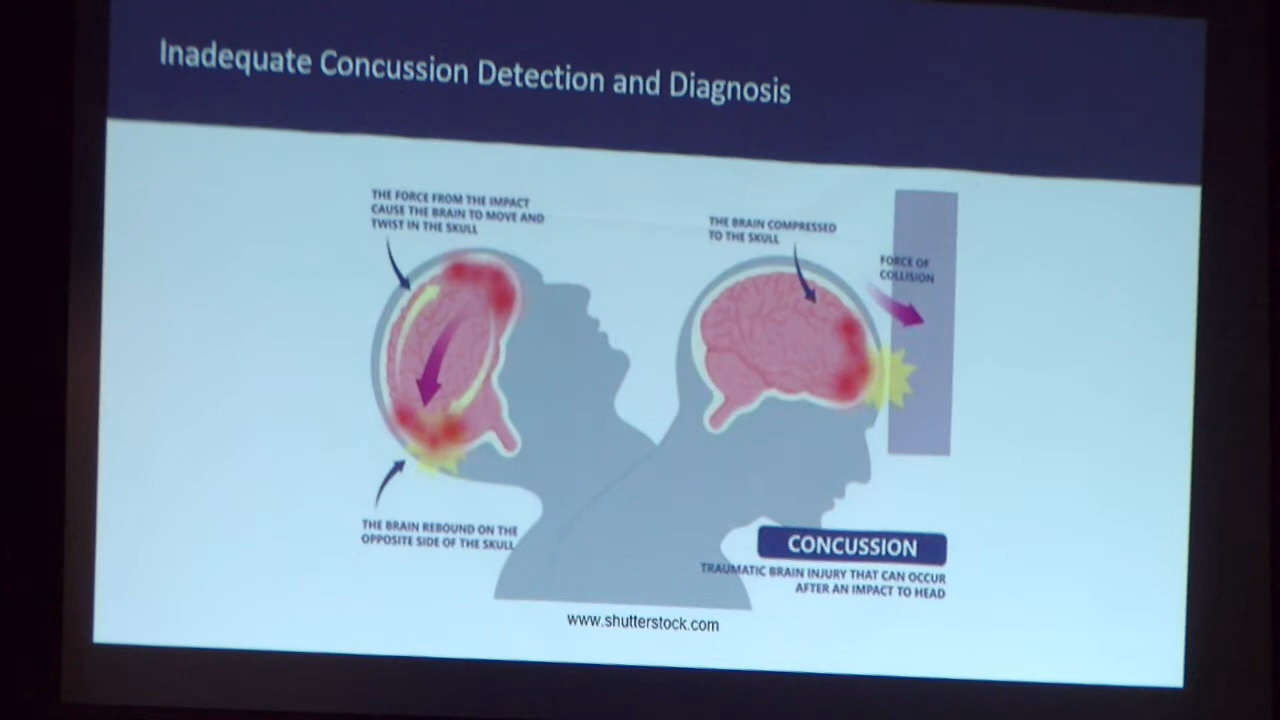 Inadequate Concussion Detection and Diagnosis
THE FORCE FROM THE IMPACT
CAUSE THE BRAIN TO MOVE AND
TWIST IN THE SKULL
THE BRAIN COMPRESSED
TO THE SKULL
FORCE OF
COLLISION
THE BRAIN REBOUND ON THE
OPPOSITE SIDE OF THE SKULL
CONCUSSION
TRAUMATIC BRAIN INJURY THAT CAN OCCUR
AFTER AN IMPACT TO HEAD
www.shutterstock.com